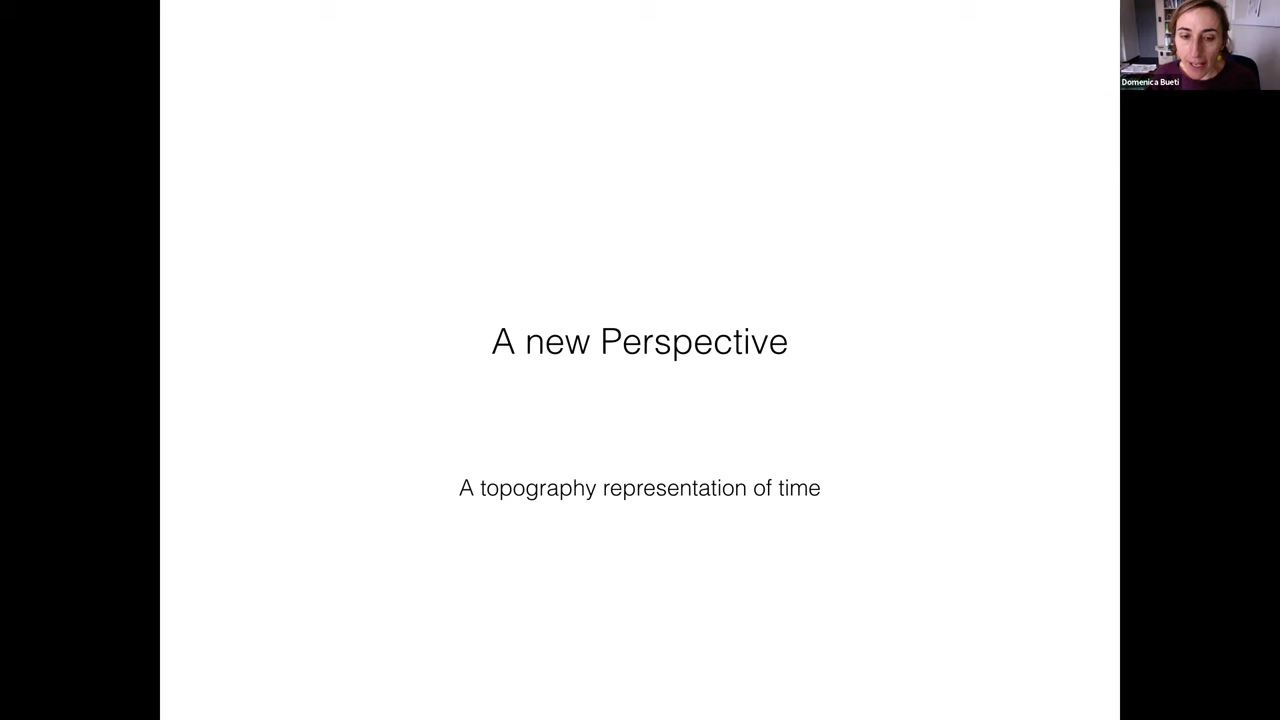 Domenica Bueti
A new Perspective
A topography representation of time